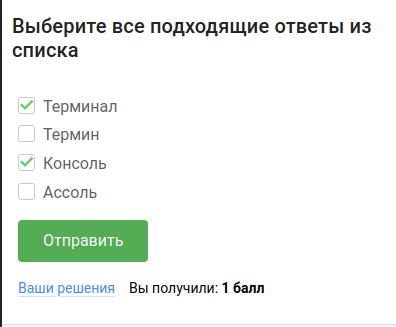 Выберите все подходящие ответы из
списка
Терминал
Термин
Консоль
Ассоль
Отправить
Ваши решения Вы получили: 1 балл